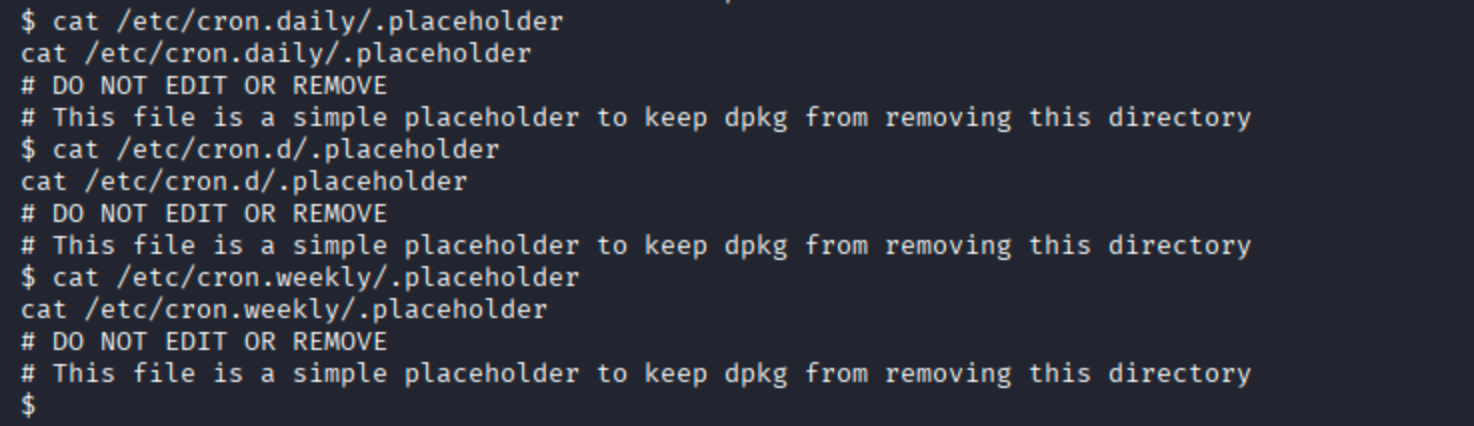 $ cat /etc/cron.daily/.placeholder
cat /etc/cron.daily/.placeholder
# DO NOT EDIT OR REMOVE
# This file is a simple placeholder to keep dpkg from removing this directory
$ cat /etc/cron.d/.placeholder
cat /etc/cron.d/.placeholder
# DO NOT EDIT OR REMOVE
# This file is a simple placeholder to keep dpkg from removing this directory
$ cat /etc/cron.weekly/.placeholder
cat /etc/cron.weekly/.placeholder
# DO NOT EDIT OR REMOVE
# This file is a simple placeholder to keep dpkg from removing this directory
$